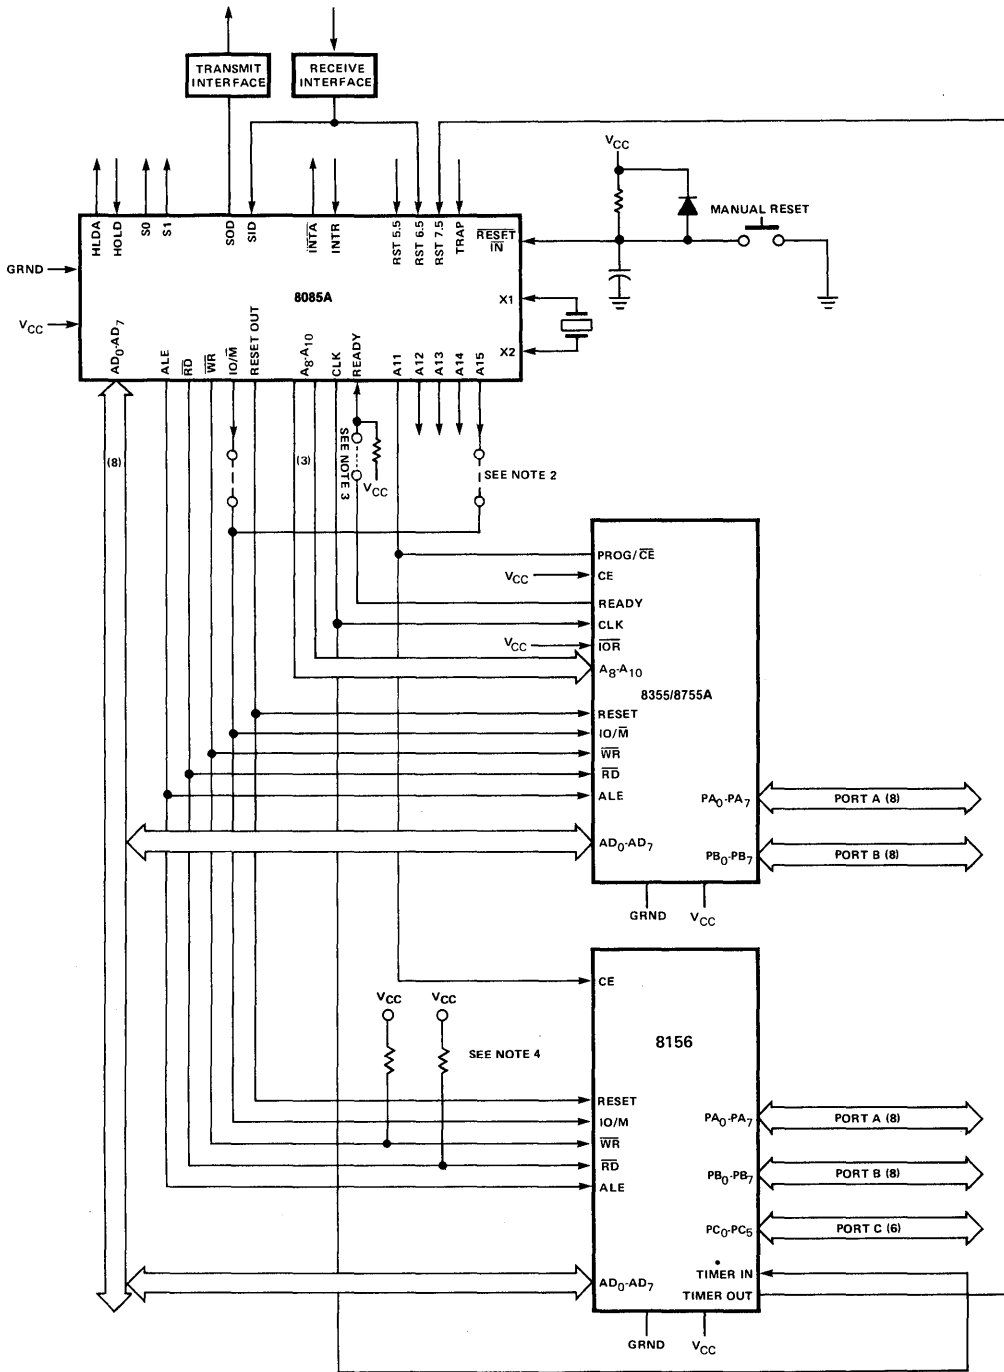 TRANSMIT
INTERFACE
RECEIVE
INTERFACE
HLDA
HOLD
S0
S1
SOD
SID
INTA
INTR
RST 5.5
RST 6.5
RST 7.5
TRAP
RESET
IN
VCC
MANUAL RESET
GRND
VCC
8085A
X1
X2
AD0-AD7
ALE
RD
WR
IO/M
RESET OUT
A8-A10
CLK
READY
A11
A12
A13
A14
A15
(8)
(3)
SEE NOTE 3
VCC
SEE NOTE 2
PROG/CE
VCC
CE
READY
CLK
VCC
IOR
A8-A10
8355/8755A
RESET
IO/M
WR
RD
ALE
PA0-PA7
PORT A (8)
AD0-AD7
PB0-PB7
PORT B (8)
GRND
VCC
CE
VCC
VCC
SEE NOTE 4
8156
RESET
IO/M
WR
RD
ALE
PA0-PA7
PORT A (8)
PB0-PB7
PORT B (8)
PC0-PC5
PORT C (6)
AD0-AD7
TIMER IN
TIMER OUT
GRND
VCC